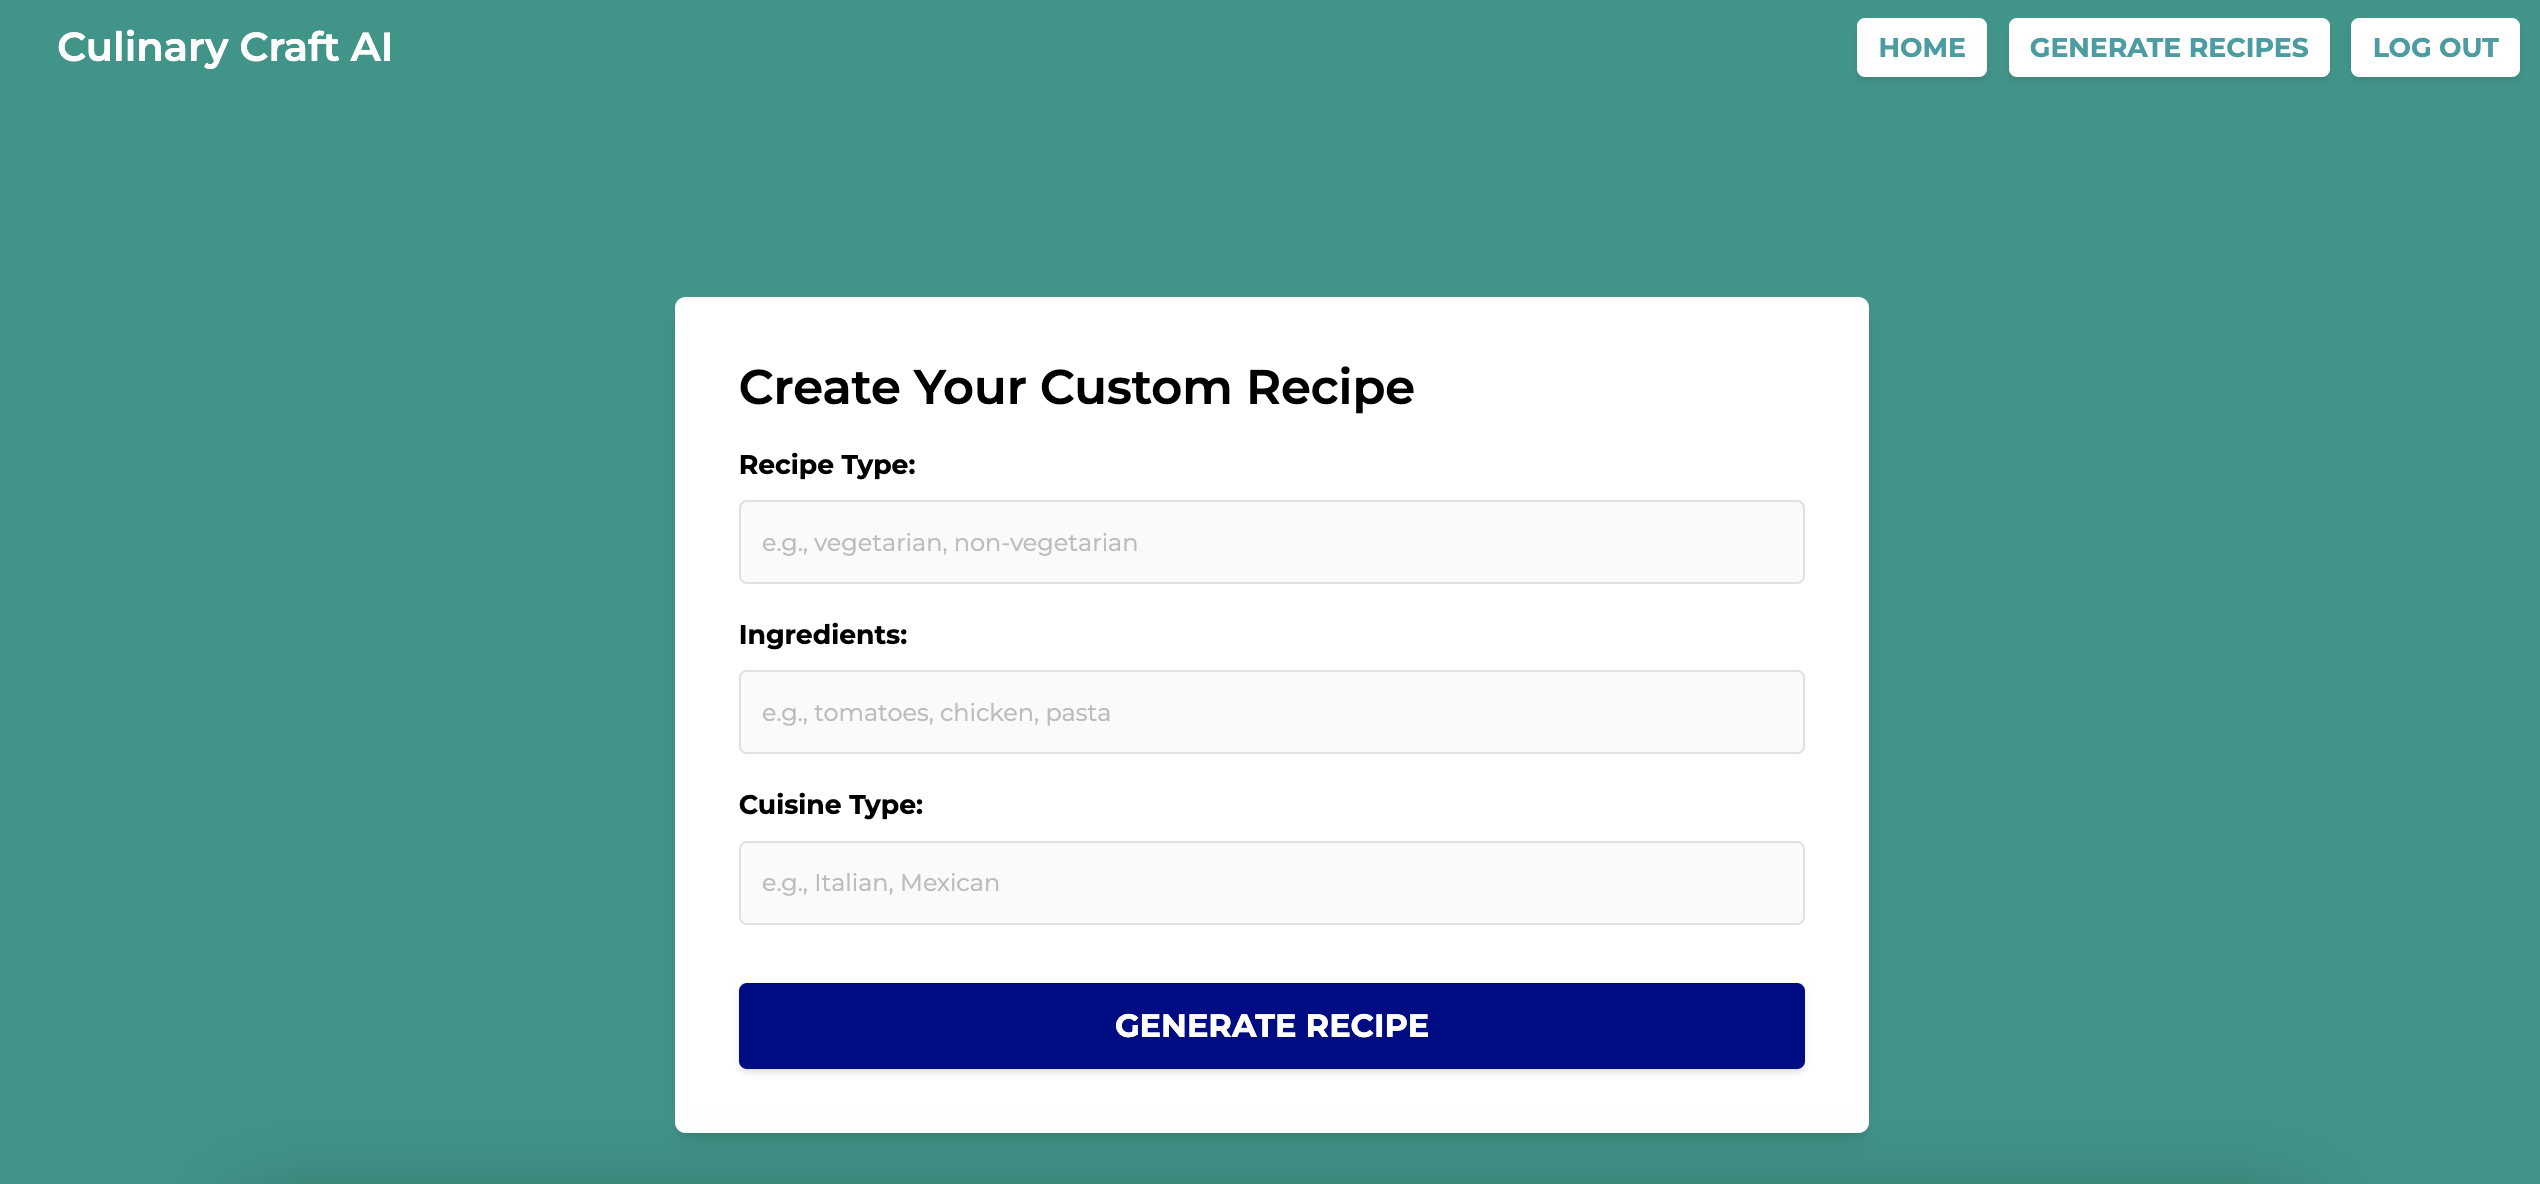 Culinary Craft AI
HOME
GENERATE RECIPES
LOG OUT
Create Your Custom Recipe
Recipe Type:
e.g., vegetarian, non-vegetarian
Ingredients:
e.g., tomatoes, chicken, pasta
Cuisine Type:
e.g., Italian, Mexican
GENERATE RECIPE